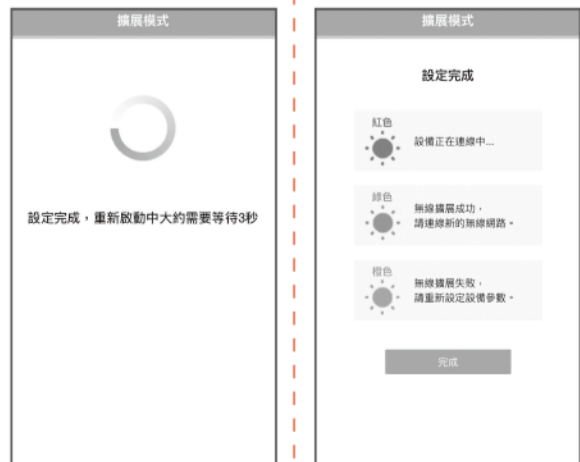 擴展模式
設定完成，重新啟動中大約需要等待3秒
擴展模式
設定完成
紅色
設備正在連線中...
綠色
無線擴展成功，
請連線新的無線網路。
橙色
無線擴展失敗，
請重新設定設備參數。
完成